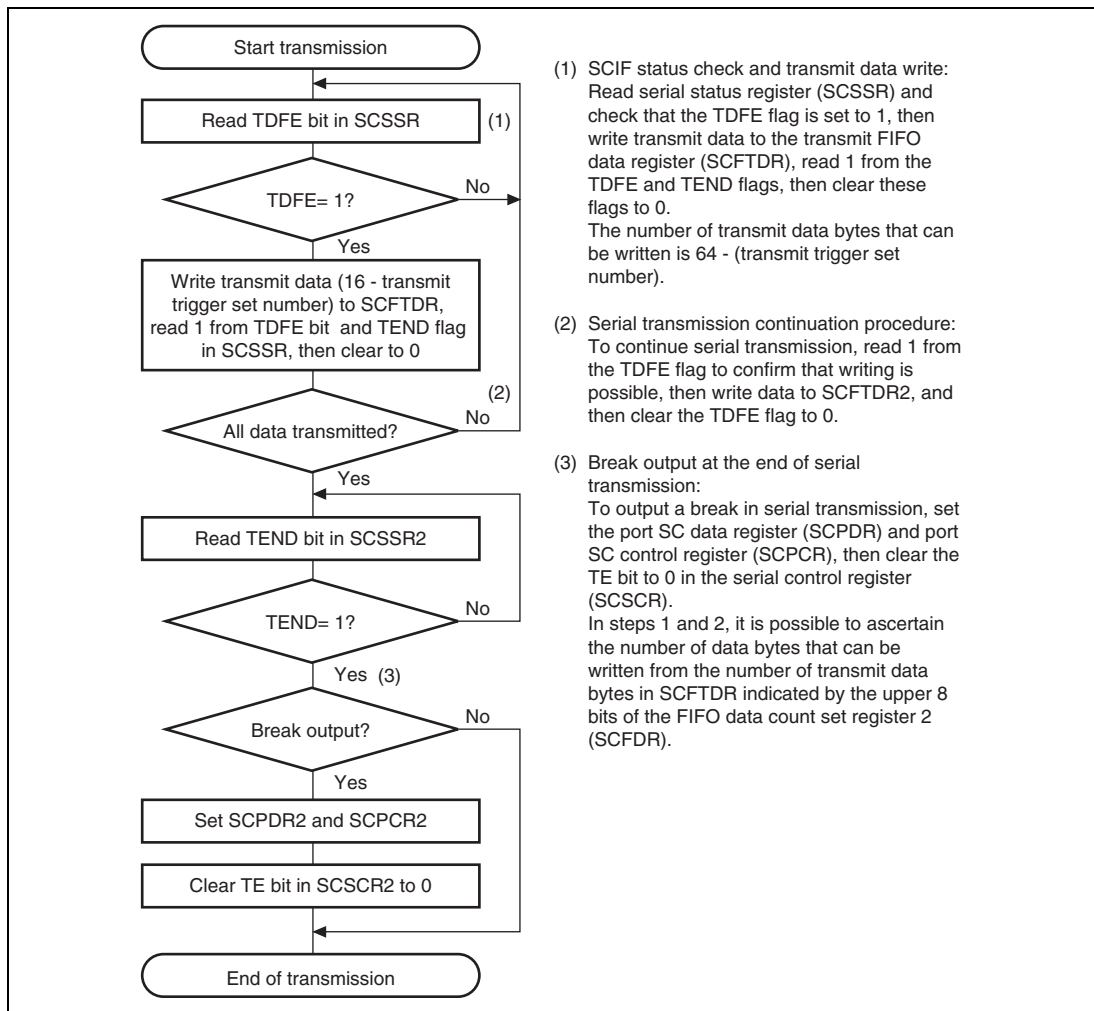 Start transmission
Read TDFE bit in SCSSR
(1)
TDFE= 1?
No
Yes
Write transmit data (16 - transmit
trigger set number) to SCFTDR,
read 1 from TDFE bit  and TEND flag
in SCSSR, then clear to 0
(2)
All data transmitted?
No
Yes
Read TEND bit in SCSSR2
TEND= 1?
No
Yes (3)
Break output?
No
Yes
Set SCPDR2 and SCPCR2
Clear TE bit in SCSCR2 to 0
End of transmission
(1) SCIF status check and transmit data write:
Read serial status register (SCSSR) and
check that the TDFE flag is set to 1, then
write transmit data to the transmit FIFO
data register (SCFTDR), read 1 from the
TDFE and TEND flags, then clear these
flags to 0.
The number of transmit data bytes that can
be written is 64 - (transmit trigger set
number).
(2) Serial transmission continuation procedure:
To continue serial transmission, read 1 from
the TDFE flag to confirm that writing is
possible, then write data to SCFTDR2, and
then clear the TDFE flag to 0.
(3) Break output at the end of serial
transmission:
To output a break in serial transmission, set
the port SC data register (SCPDR) and port
SC control register (SCPCR), then clear the
TE bit to 0 in the serial control register
(SCSCR).
In steps 1 and 2, it is possible to ascertain
the number of data bytes that can be
written from the number of transmit data
bytes in SCFTDR indicated by the upper 8
bits of the FIFO data count set register 2
(SCFDR).